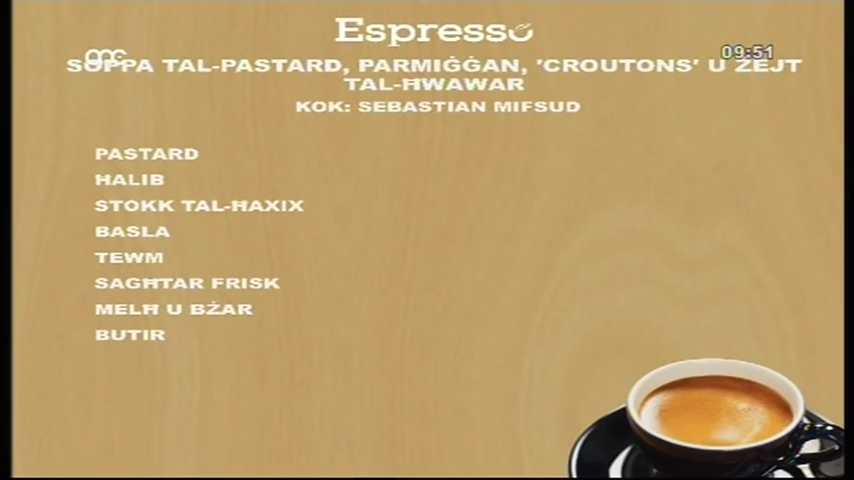 Espresso
09:51
SOPPA TAL-PASTARD, PARMIĠĠAN, 'CROUTONS' U ŻEJT
TAL-ĦWAWAR
KOK: SEBASTIAN MIFSUD
PASTARD
ĦALIB
STOKK TAL-ĦAXIX
BASLA
TEWM
SAGĦTAR FRISK
MELĦ U BŻAR
BUTIR